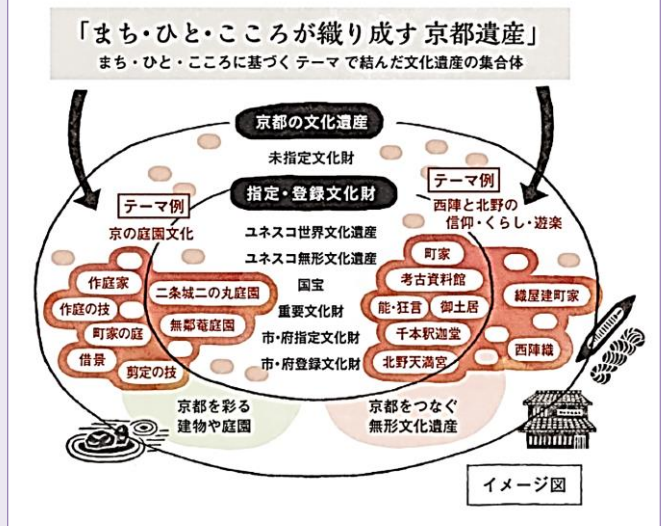 「まち・ひと・こころが織り成す 京都遺産」
まち・ひと・こころに基づく テーマ で結んだ文化遺産の集合体
京都の文化遺産
未指定文化財
指定・登録文化財
テーマ例
京の庭園文化
テーマ例
西陣と北野の
信仰・くらし・遊楽
ユネスコ世界文化遺産
ユネスコ無形文化遺産
国宝
重要文化財
市・府指定文化財
市・府登録文化財
作庭家
作庭の技
町家の庭
借景
剪定の技
二条城二の丸庭園
無鄰菴庭園
町家
考古資料館
能・狂言
御土居
千本釈迦堂
北野天満宮
織屋建町家
西陣織
京都を彩る
建物や庭園
京都をつなぐ
無形文化遺産
イメージ図